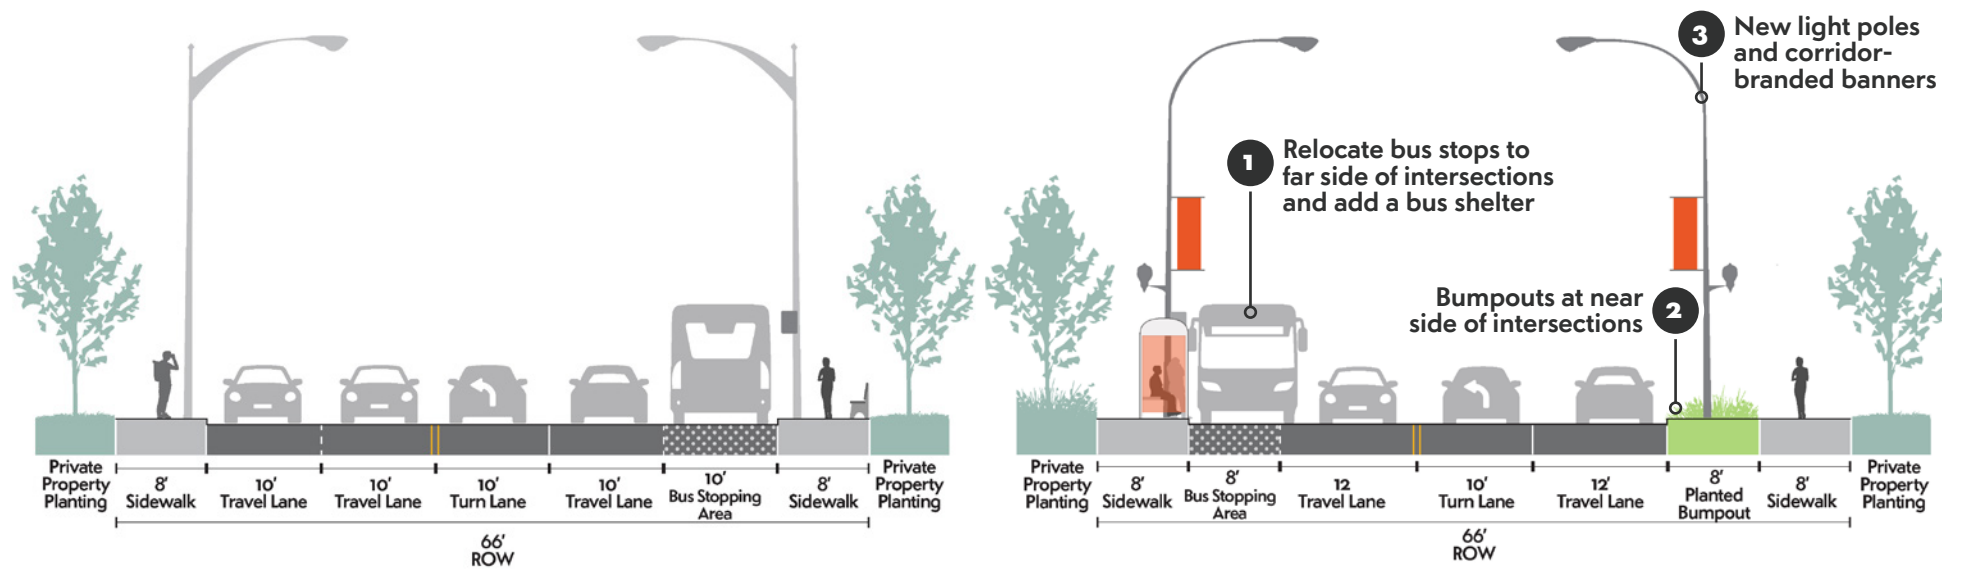 3
New light poles
and corridor-
branded banners
1
Relocate bus stops to
far side of intersections
and add a bus shelter
Bumpouts at near
side of intersections
2
Private
Property
Planting
8'
Sidewalk
10'
Travel Lane
10'
Travel Lane
10'
Turn Lane
10'
Travel Lane
10'
Bus Stopping
Area
8'
Sidewalk
Private
Property
Planting
66'
ROW
Private
Property
Planting
8'
Sidewalk
8'
Bus Stopping
Area
12
Travel Lane
10'
Turn Lane
12'
Travel Lane
8'
Planted
Bumpout
8'
Sidewalk
Private
Property
Planting
66'
ROW